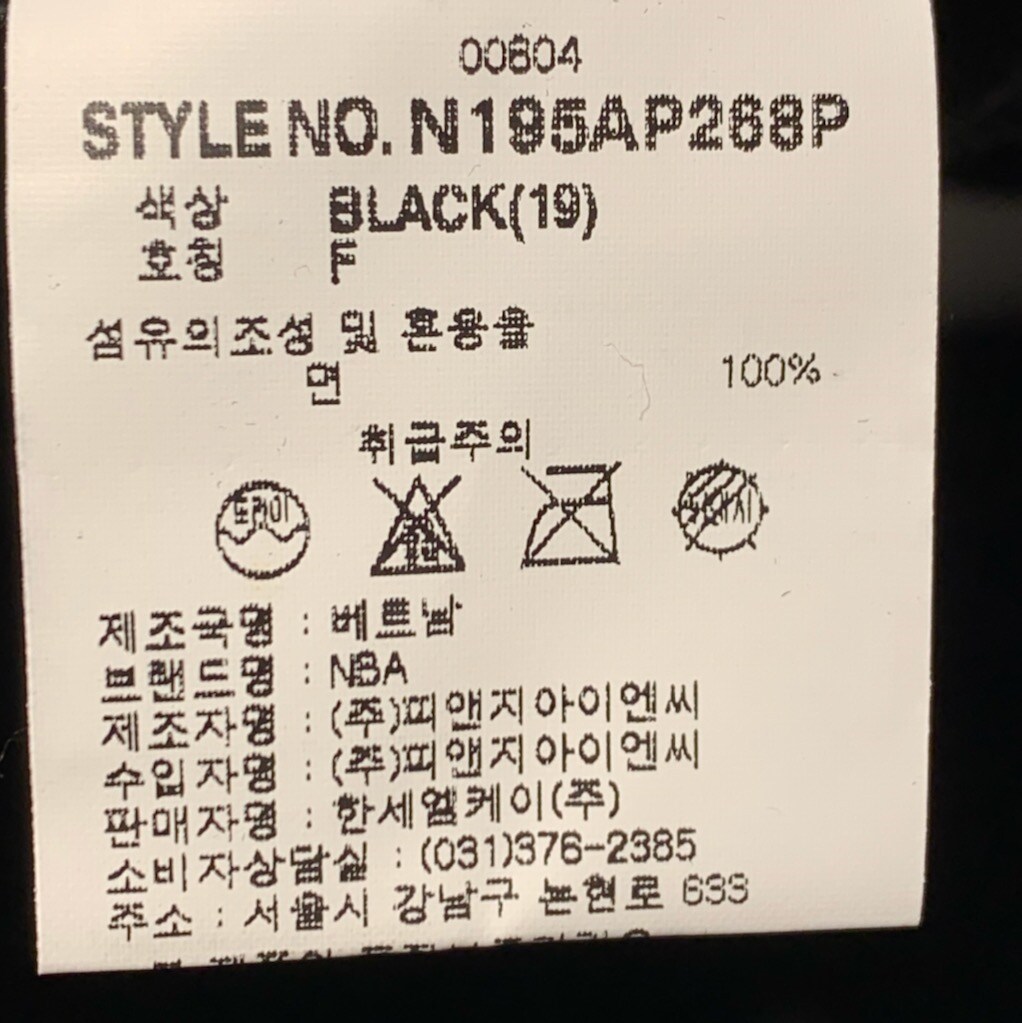 00804
STYLE NO. N195AP268P
색상 BLACK(19)
호칭 F
섬유의조성 및 혼용률
면 100%
취급주의
드라이
제조국명 : 베트남
브랜드명 : NBA
제조자명 : (주)피앤지아이엔씨
수입자명 : (주)피앤지아이엔씨
판매자명 : 한세엠케이(주)
소비자상담실 : (031)376-2385
주소 : 서울시 강남구 논현로 633